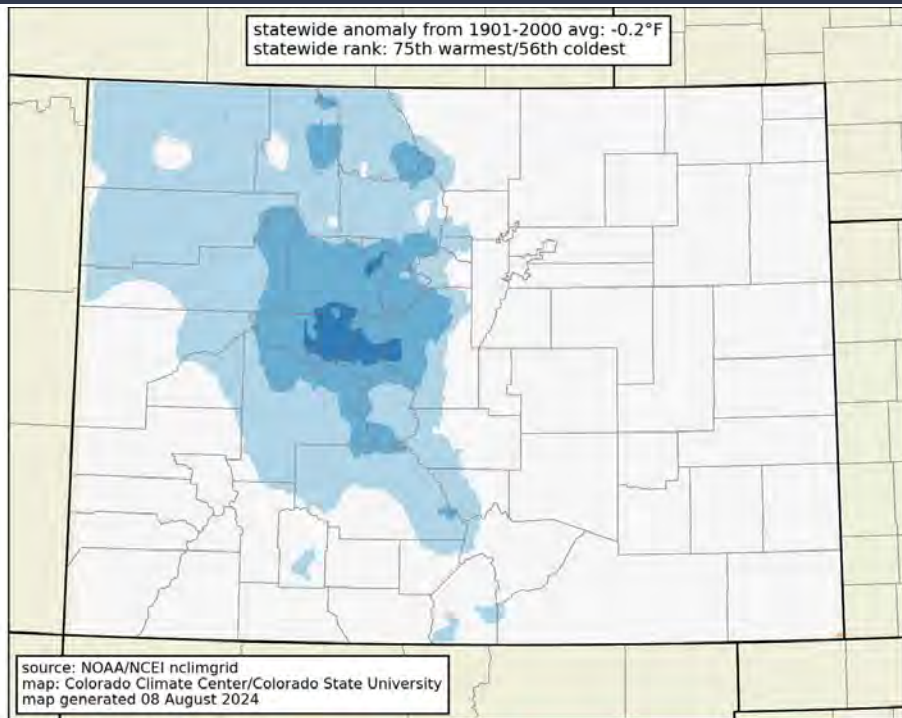 statewide anomaly from 1901-2000 avg: -0.2°F
statewide rank: 75th warmest/56th coldest
source: NOAA/NCEI nclimgrid
map: Colorado Climate Center/Colorado State University
map generated 08 August 2024